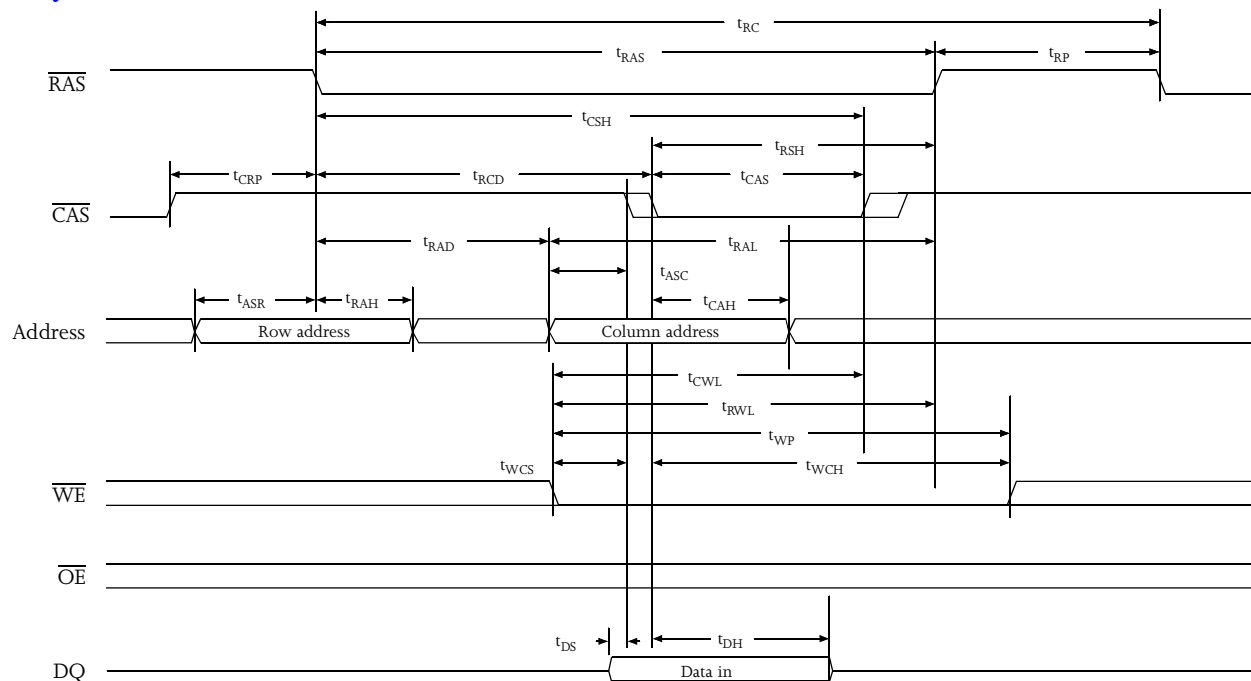 tRC
tRAS
tRP
RAS
tCSH
tRSH
tCRP
tRCD
tCAS
CAS
tRAD
tRAL
tASC
tASR
tRAH
tCAH
Address
Row address
Column address
tCWL
tRWL
tWP
tWCS
tWCH
WE
OE
tDS
tDH
DQ
Data in